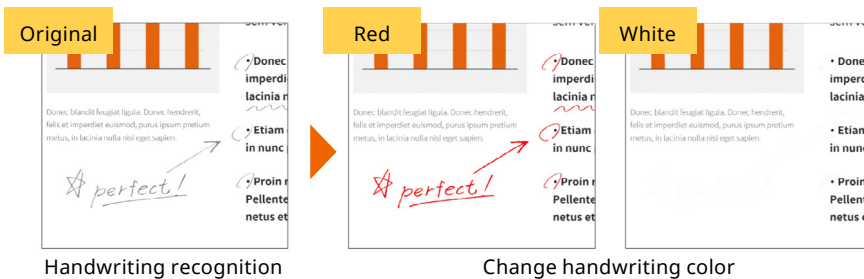 Original
Donec
imperdi
lacinia n
Donec blandit feugiat ligula. Donec hendrerit,
felis et imperdiet euismod, purus ipsum pretium
metus, in lacinia nulla nisl eget sapien.
• Etiam
in nunc
perfect!
• Proin r
Pellente
netus et
Handwriting recognition
Red
• Donec
imperdi
lacinia n
Donec blandit feugiat ligula. Donec hendrerit,
felis et imperdiet euismod, purus ipsum pretium
metus, in lacinia nulla nisl eget sapien.
• Etiam
in nunc
perfect!
• Proin r
Pellente
netus et
White
• Done
imperdi
lacinia
Donec blandit feugiat ligula. Donec hendrerit,
felis et imperdiet euismod, purus ipsum pretium
metus, in lacinia nulla nisl eget sapien.
• Etiam
in nunc
• Proin
Pellent
netus e
Change handwriting color